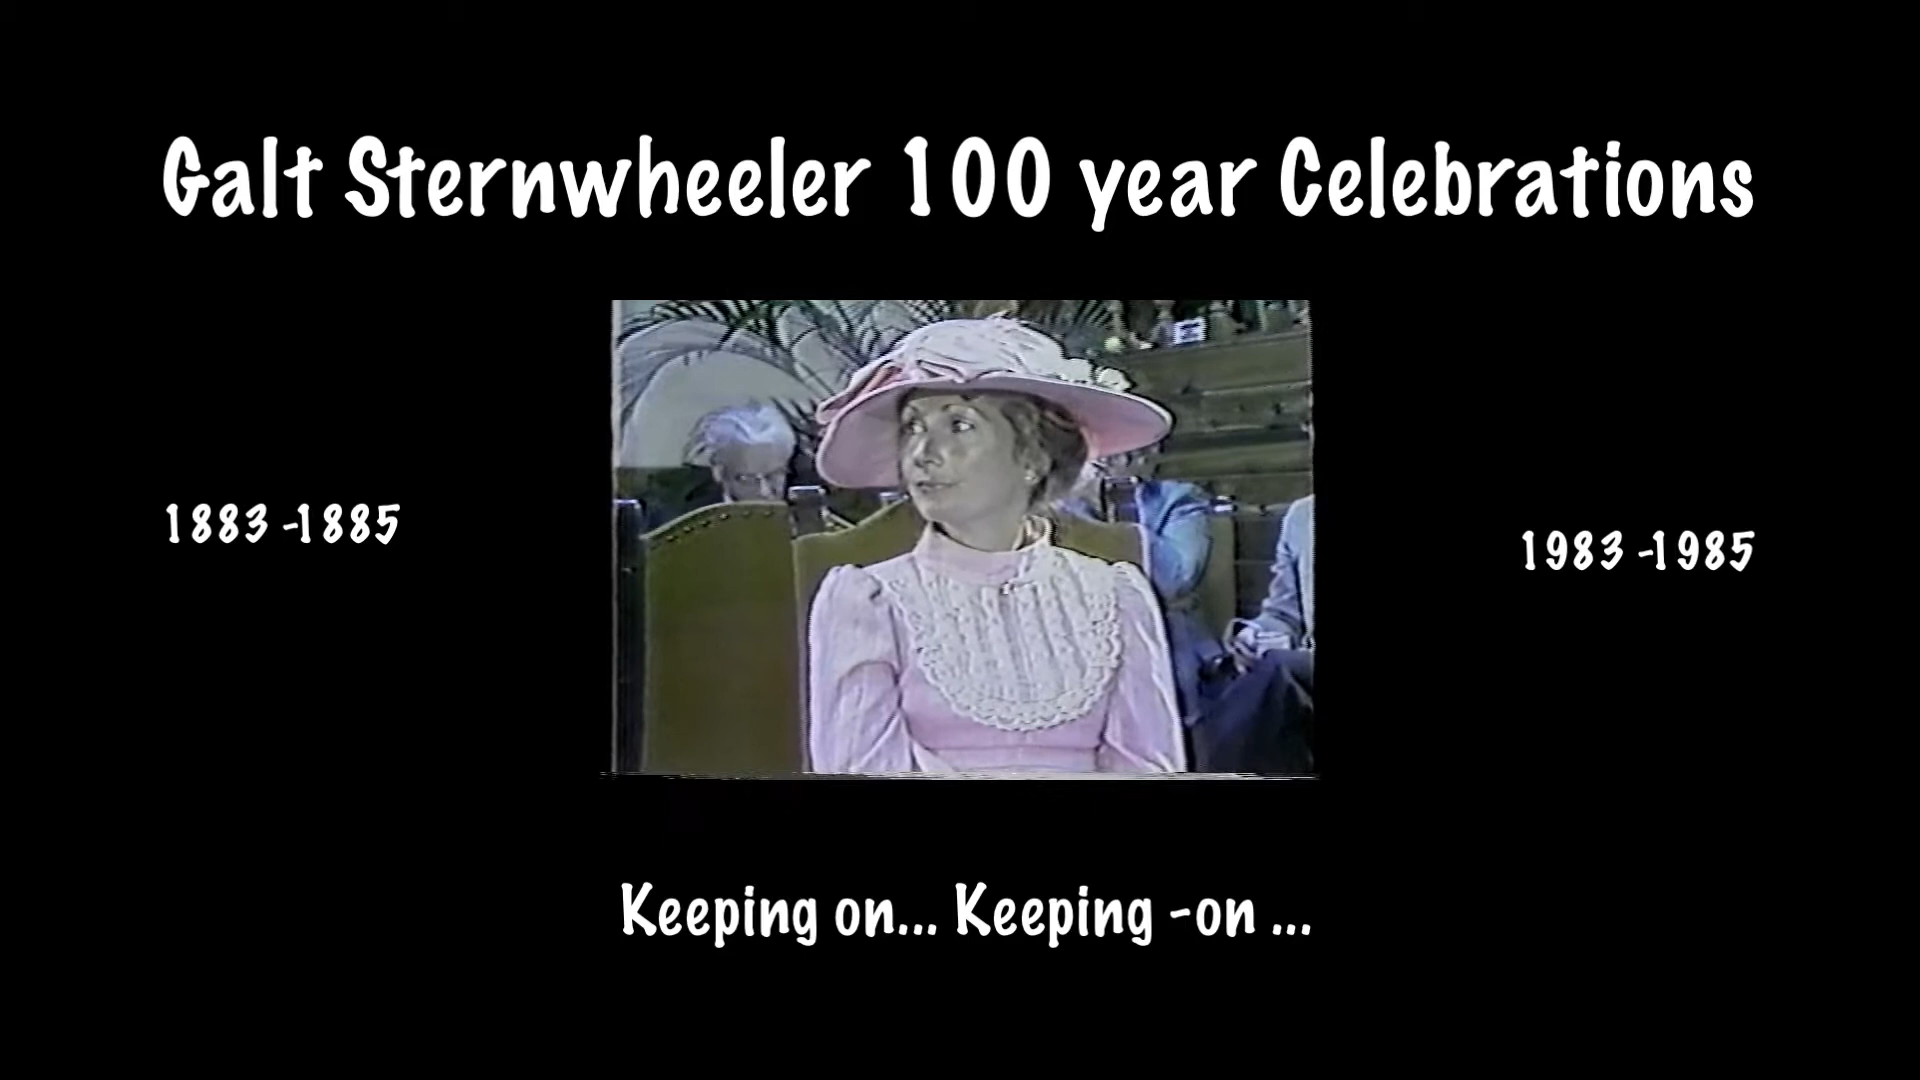 Galt Sternwheeler 100 year Celebrations
1883 -1885
1983 -1985
Keeping on... Keeping -on ...